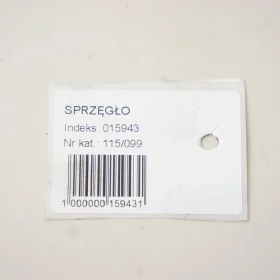 SPRZĘGŁO
Indeks: 015943
Nr kat.: 115/099
1 000000 159431